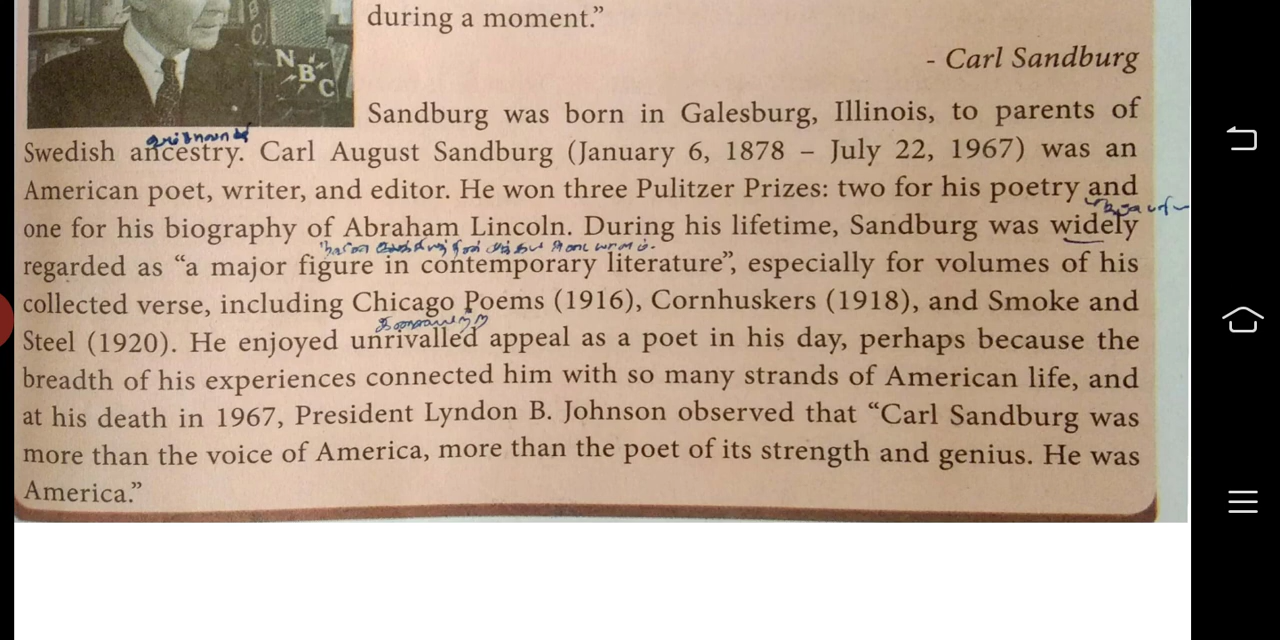 during a moment.”
NBC
- Carl Sandburg
Sandburg was born in Galesburg, Illinois, to parents of
Swedish ancestry. Carl August Sandburg (January 6, 1878 – July 22, 1967) was an
American poet, writer, and editor. He won three Pulitzer Prizes: two for his poetry and
one for his biography of Abraham Lincoln. During his lifetime, Sandburg was widely
regarded as “a major figure in contemporary literature”, especially for volumes of his
collected verse, including Chicago Poems (1916), Cornhuskers (1918), and Smoke and
Steel (1920). He enjoyed unrivalled appeal as a poet in his day, perhaps because the
breadth of his experiences connected him with so many strands of American life, and
at his death in 1967, President Lyndon B. Johnson observed that “Carl Sandburg was
more than the voice of America, more than the poet of its strength and genius. He was
America.”